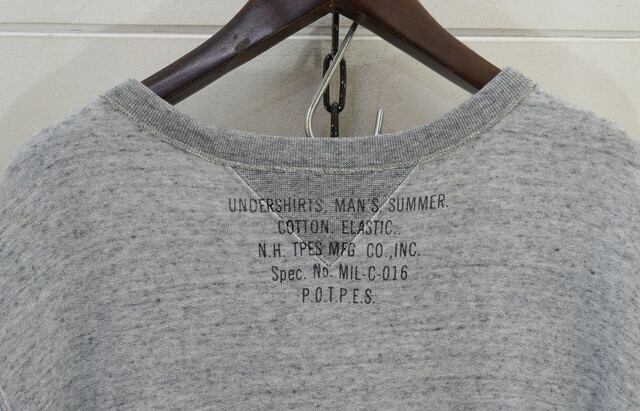 UNDERSHIRTS, MAN'S, SUMMER.
COTTON. ELASTIC.
N.H. TPES MFG CO.,INC.
Spec. No. MIL-C-016
P.O.T.P.E.S.